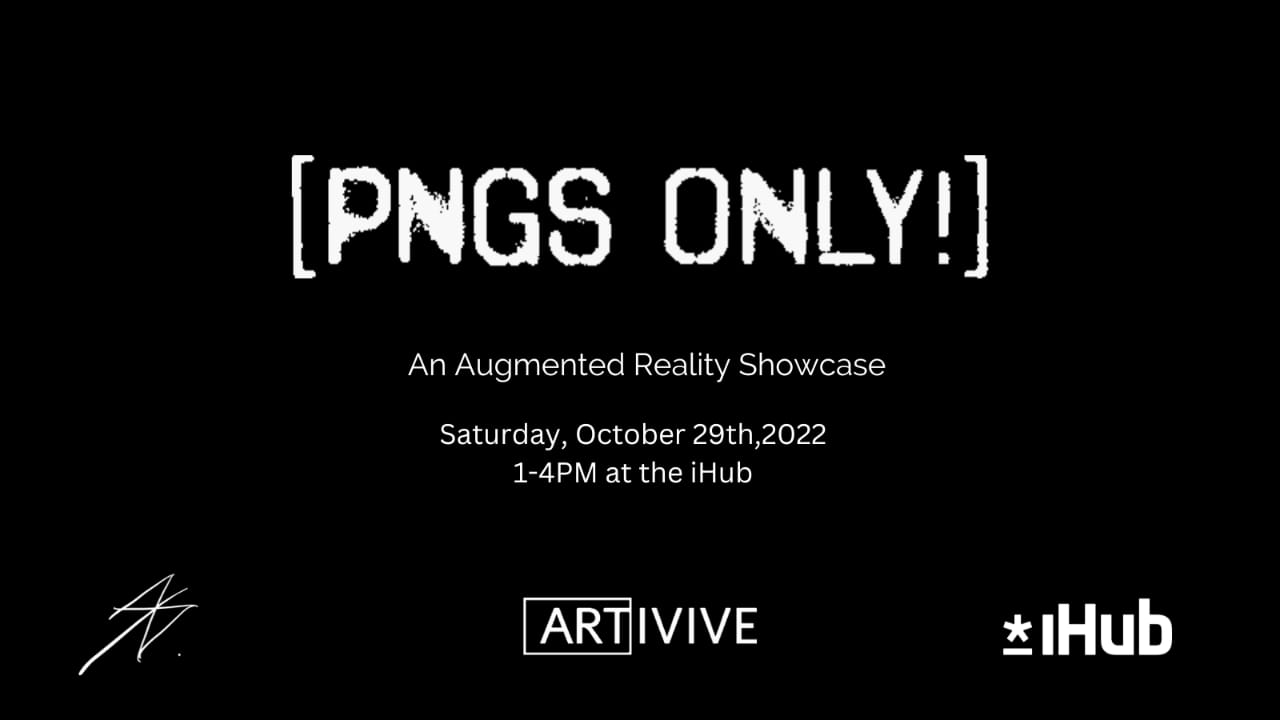 [PNGS ONLY!]
An Augmented Reality Showcase
Saturday, October 29th,2022
1-4PM at the iHub
ARTIVIVE
*iHub